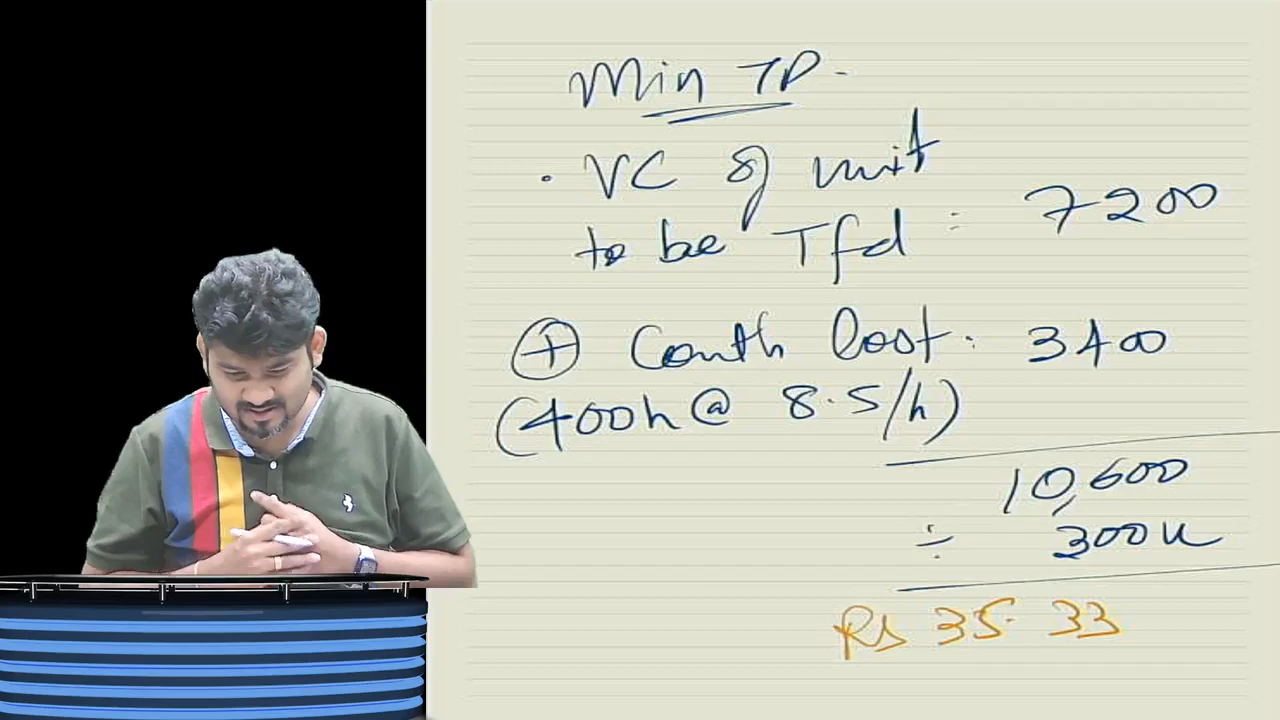 Min TP.
. VC of unit
to be Tfd : 7200
+ Contb lost. 3400
(400h @ 8.5/h)
10,600
÷ 300u
Rs 35.33